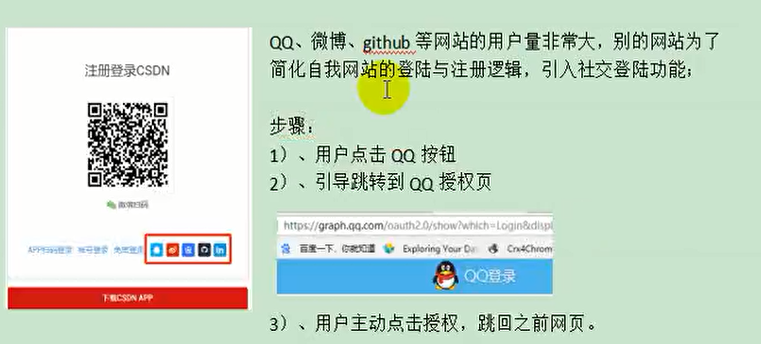 注册登录CSDN
微信扫码
APP扫码登录 账号登录 免密登录
下载CSDN APP
QQ、微博、github 等网站的用户量非常大，别的网站为了
简化自我网站的登陆与注册逻辑，引入社交登陆功能；
步骤：
1）、用户点击 QQ 按钮
2）、引导跳转到 QQ 授权页
https://graph.qq.com/oauth2.0/show?which=Login&displ
百度一下，你就知道 Exploring Your Da Crx4Chrom
QQ登录
3）、用户主动点击授权，跳回之前网页。